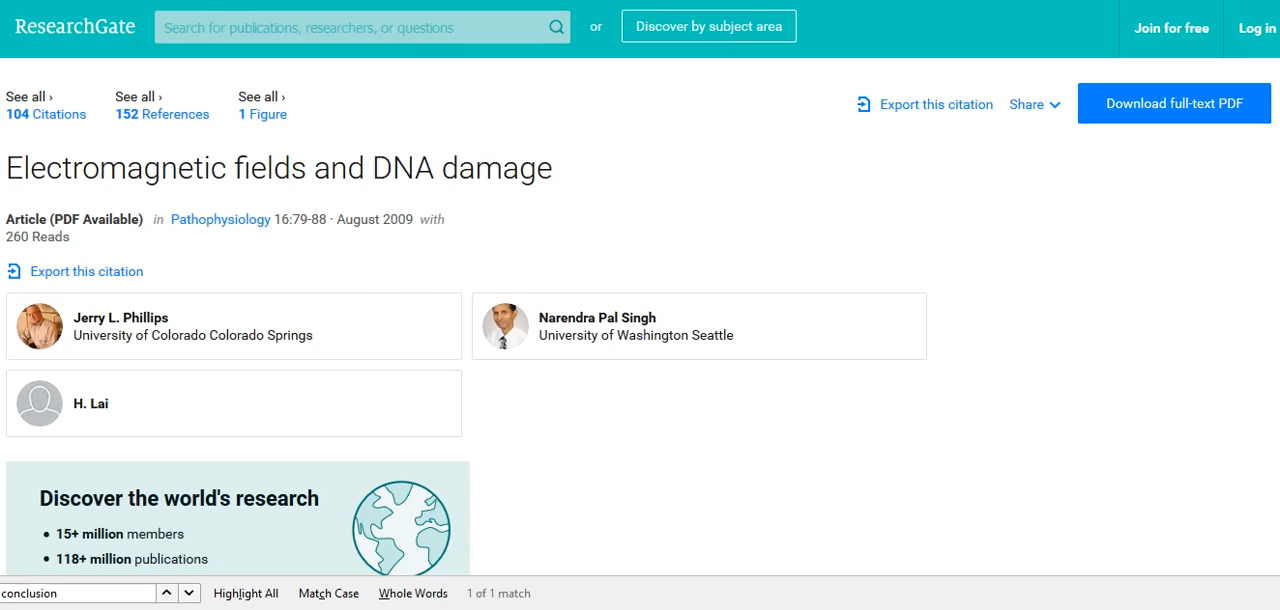 ResearchGate Search for publications, researchers, or questions or Discover by subject area Join for free Log in
See all › See all › See all ›
104 Citations 152 References 1 Figure
Export this citation Share Download full-text PDF
Electromagnetic fields and DNA damage
Article (PDF Available) in Pathophysiology 16:79-88 · August 2009 with
260 Reads
Export this citation
Jerry L. Phillips
University of Colorado Colorado Springs
Narendra Pal Singh
University of Washington Seattle
H. Lai
Discover the world's research
• 15+ million members
• 118+ million publications
conclusion Highlight All Match Case Whole Words 1 of 1 match